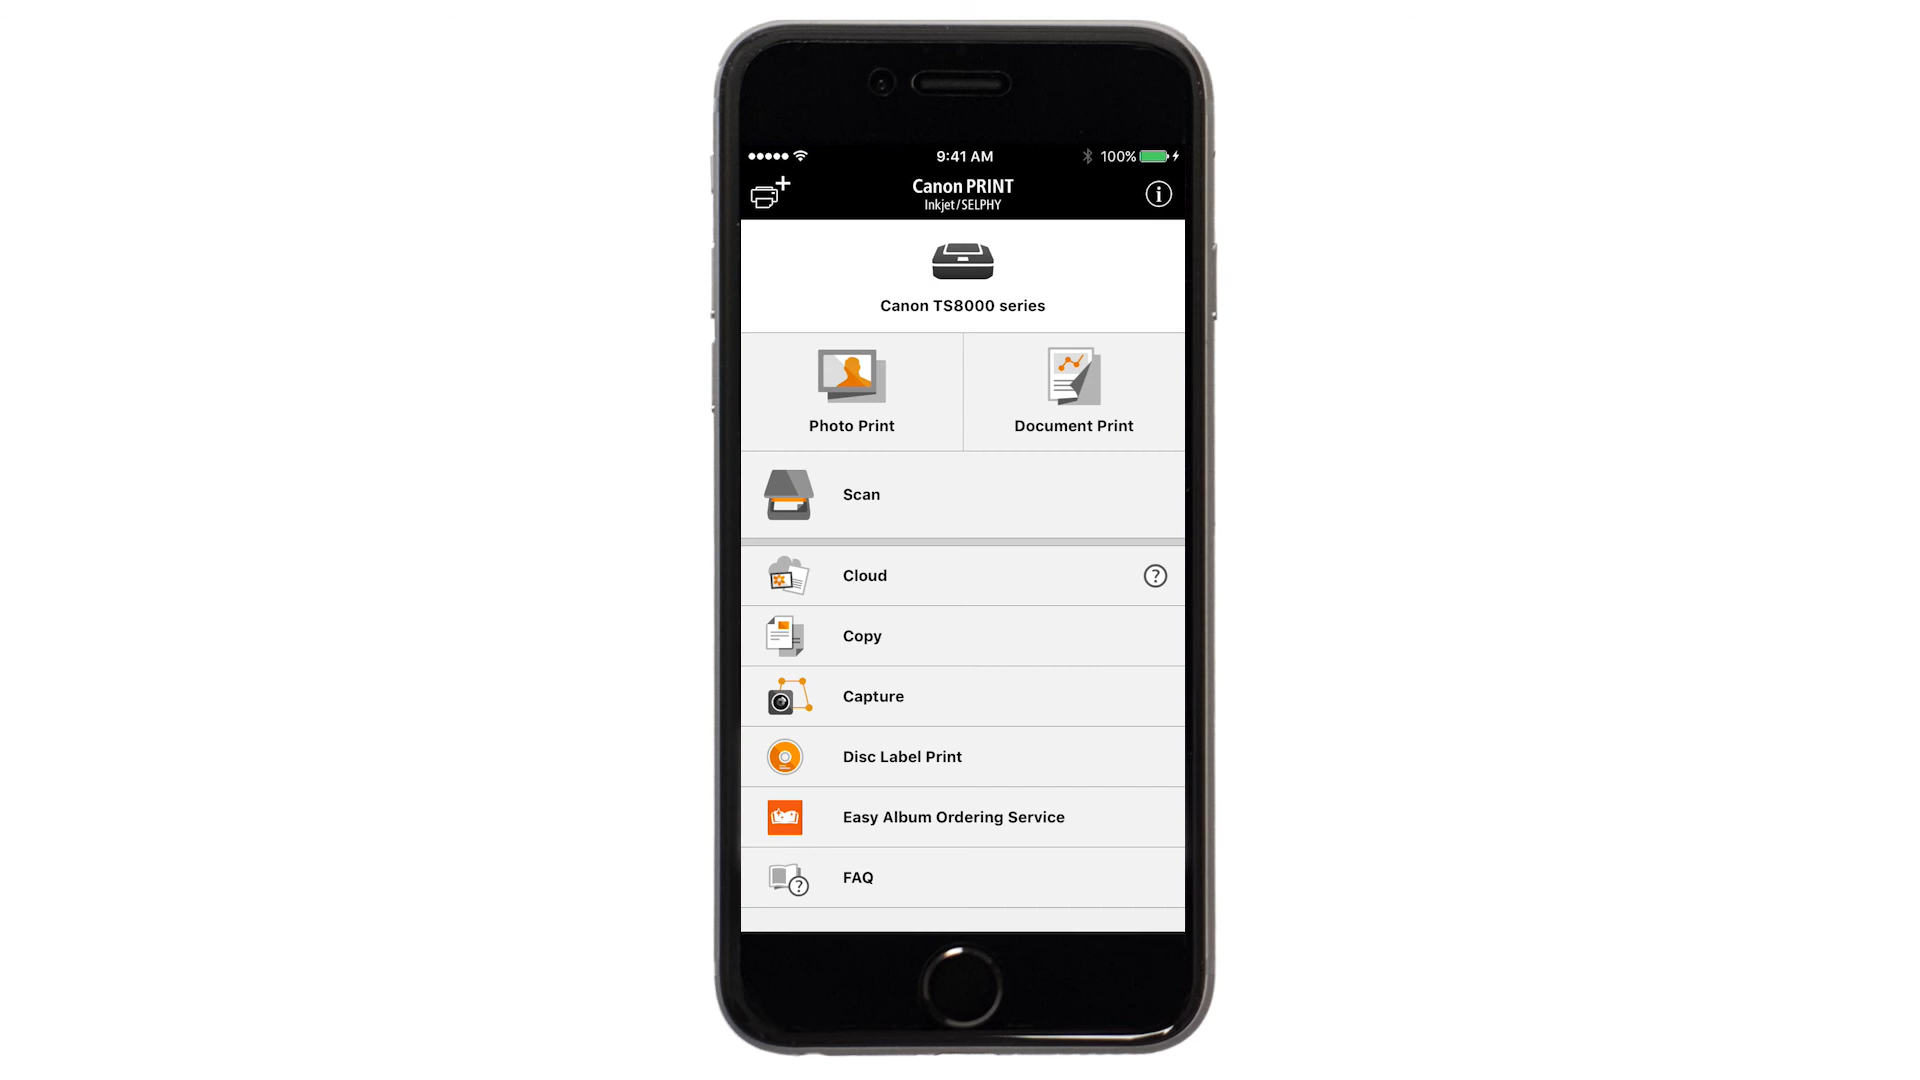 9:41 AM
100%
Canon PRINT
Inkjet/SELPHY
Canon TS8000 series
Photo Print
Document Print
Scan
Cloud
Copy
Capture
Disc Label Print
Easy Album Ordering Service
FAQ